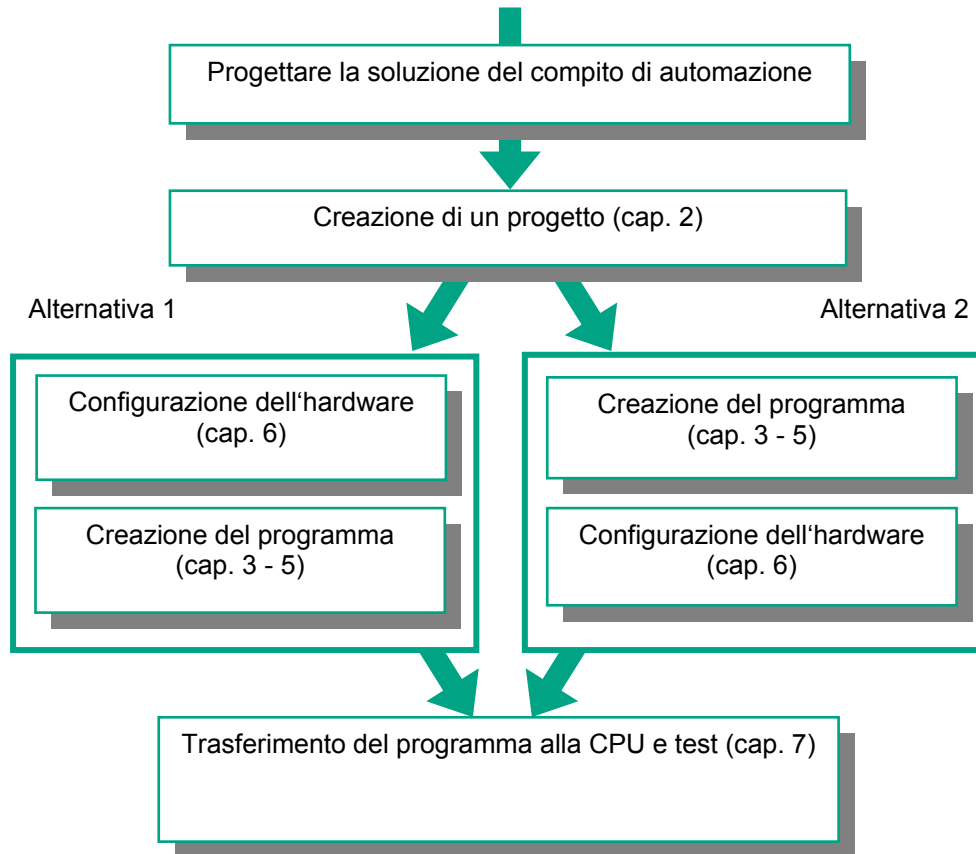 Progettare la soluzione del compito di automazione
Creazione di un progetto (cap. 2)
Alternativa 1
Alternativa 2
Configurazione dell‘hardware
(cap. 6)
Creazione del programma
(cap. 3 - 5)
Creazione del programma
(cap. 3 - 5)
Configurazione dell‘hardware
(cap. 6)
Trasferimento del programma alla CPU e test (cap. 7)